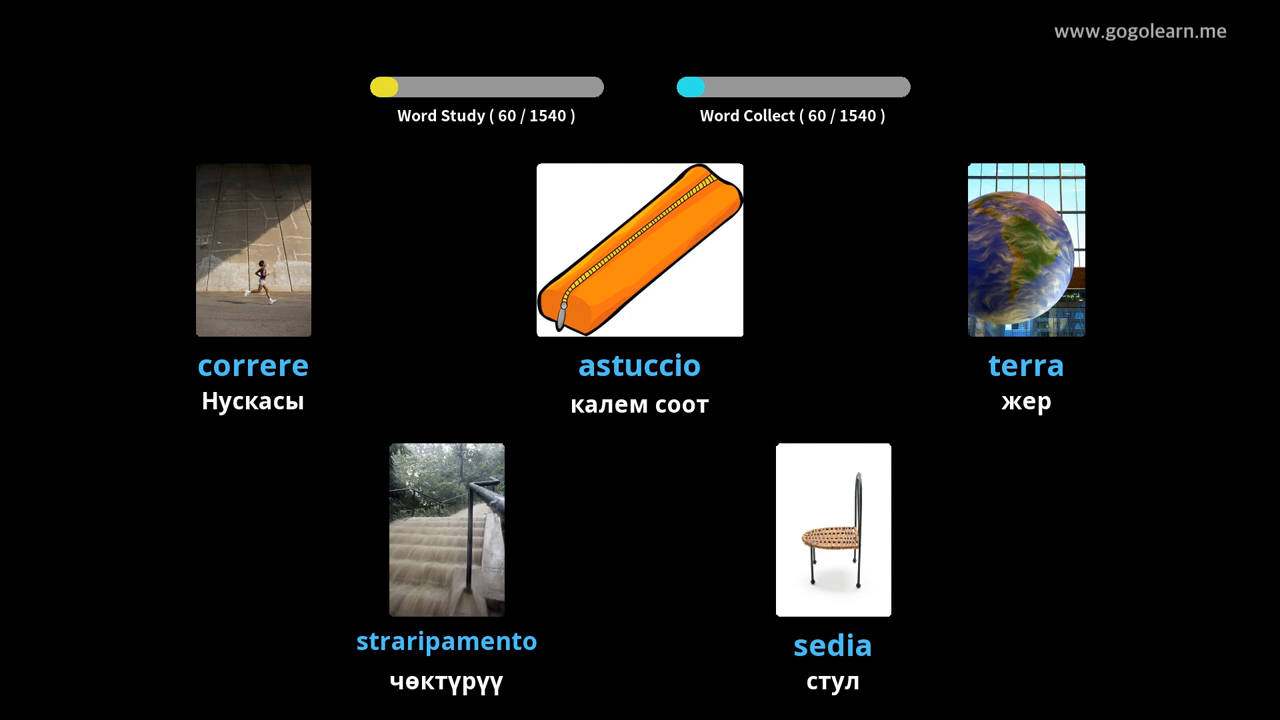 www.gogolearn.me
Word Study ( 60 / 1540 )
Word Collect ( 60 / 1540 )
correre
Нускасы
astuccio
калем соот
terra
жер
straripamento
чөктүрүү
sedia
стул